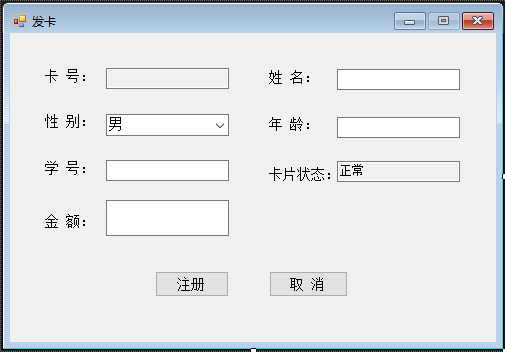 发卡
卡 号： 姓 名：
性 别： 男 年 龄：
学 号： 卡片状态： 正常
金 额：
注册 取 消